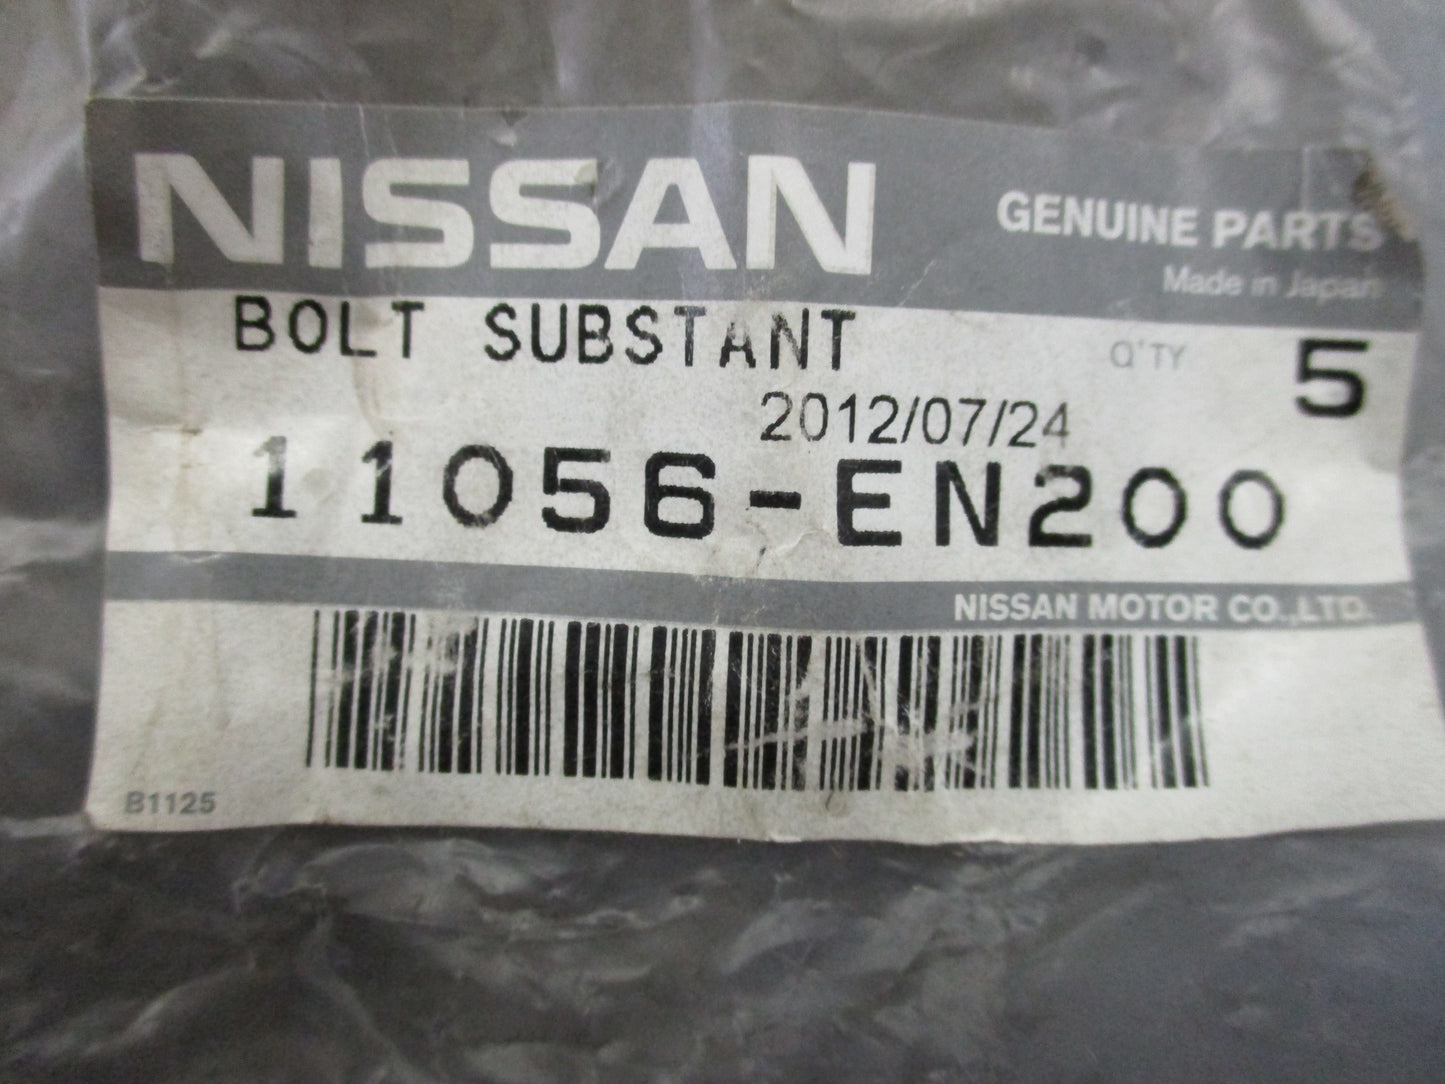 NISSAN
GENUINE PARTS
Made in Japan
BOLT SUBSTANT
Q'TY 5
2012/07/24
11056-EN200
NISSAN MOTOR CO.,LTD.
B1125